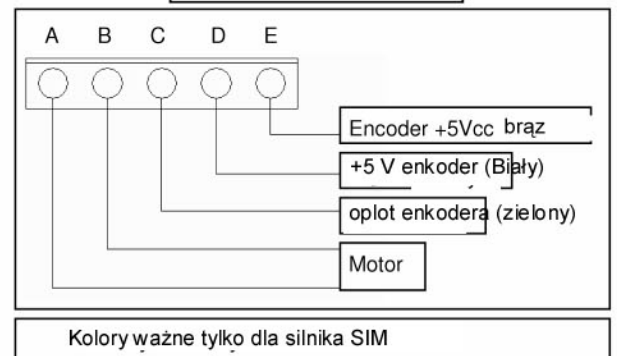 A B C D E
Encoder +5Vcc brąz
+5 V enkoder (Biały)
oplot enkodera (zielony)
Motor
Kolory ważne tylko dla silnika SIM